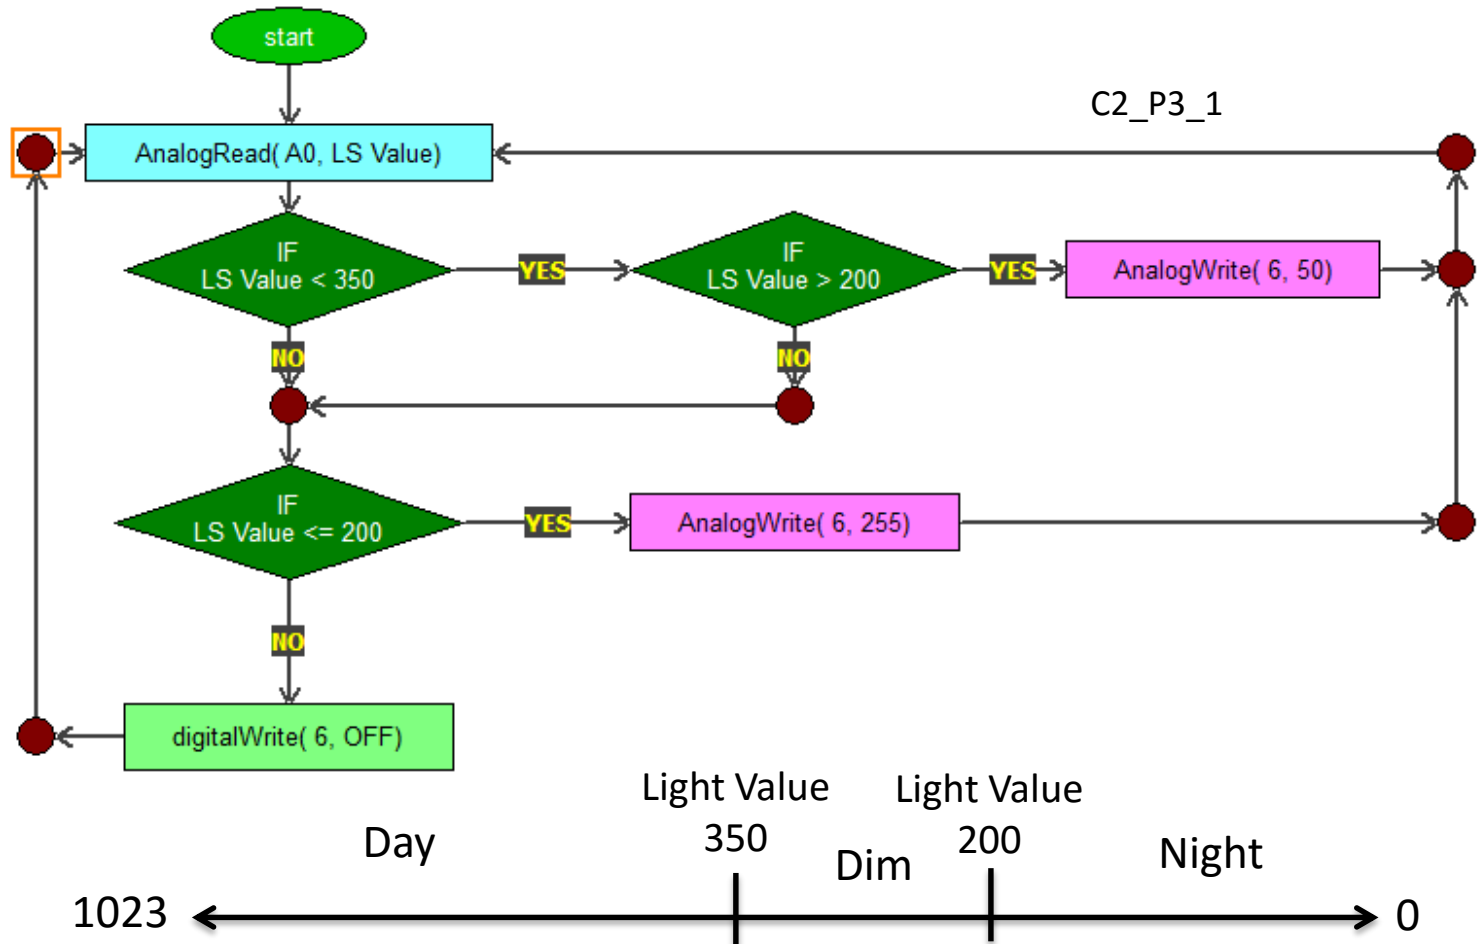 start
C2_P3_1
AnalogRead( A0, LS Value)
IF
LS Value < 350
YES
IF
LS Value > 200
YES
AnalogWrite( 6, 50)
NO
NO
IF
LS Value <= 200
YES
AnalogWrite( 6, 255)
NO
digitalWrite( 6, OFF)
Light Value
350
Light Value
200
Day
Dim
Night
1023
0